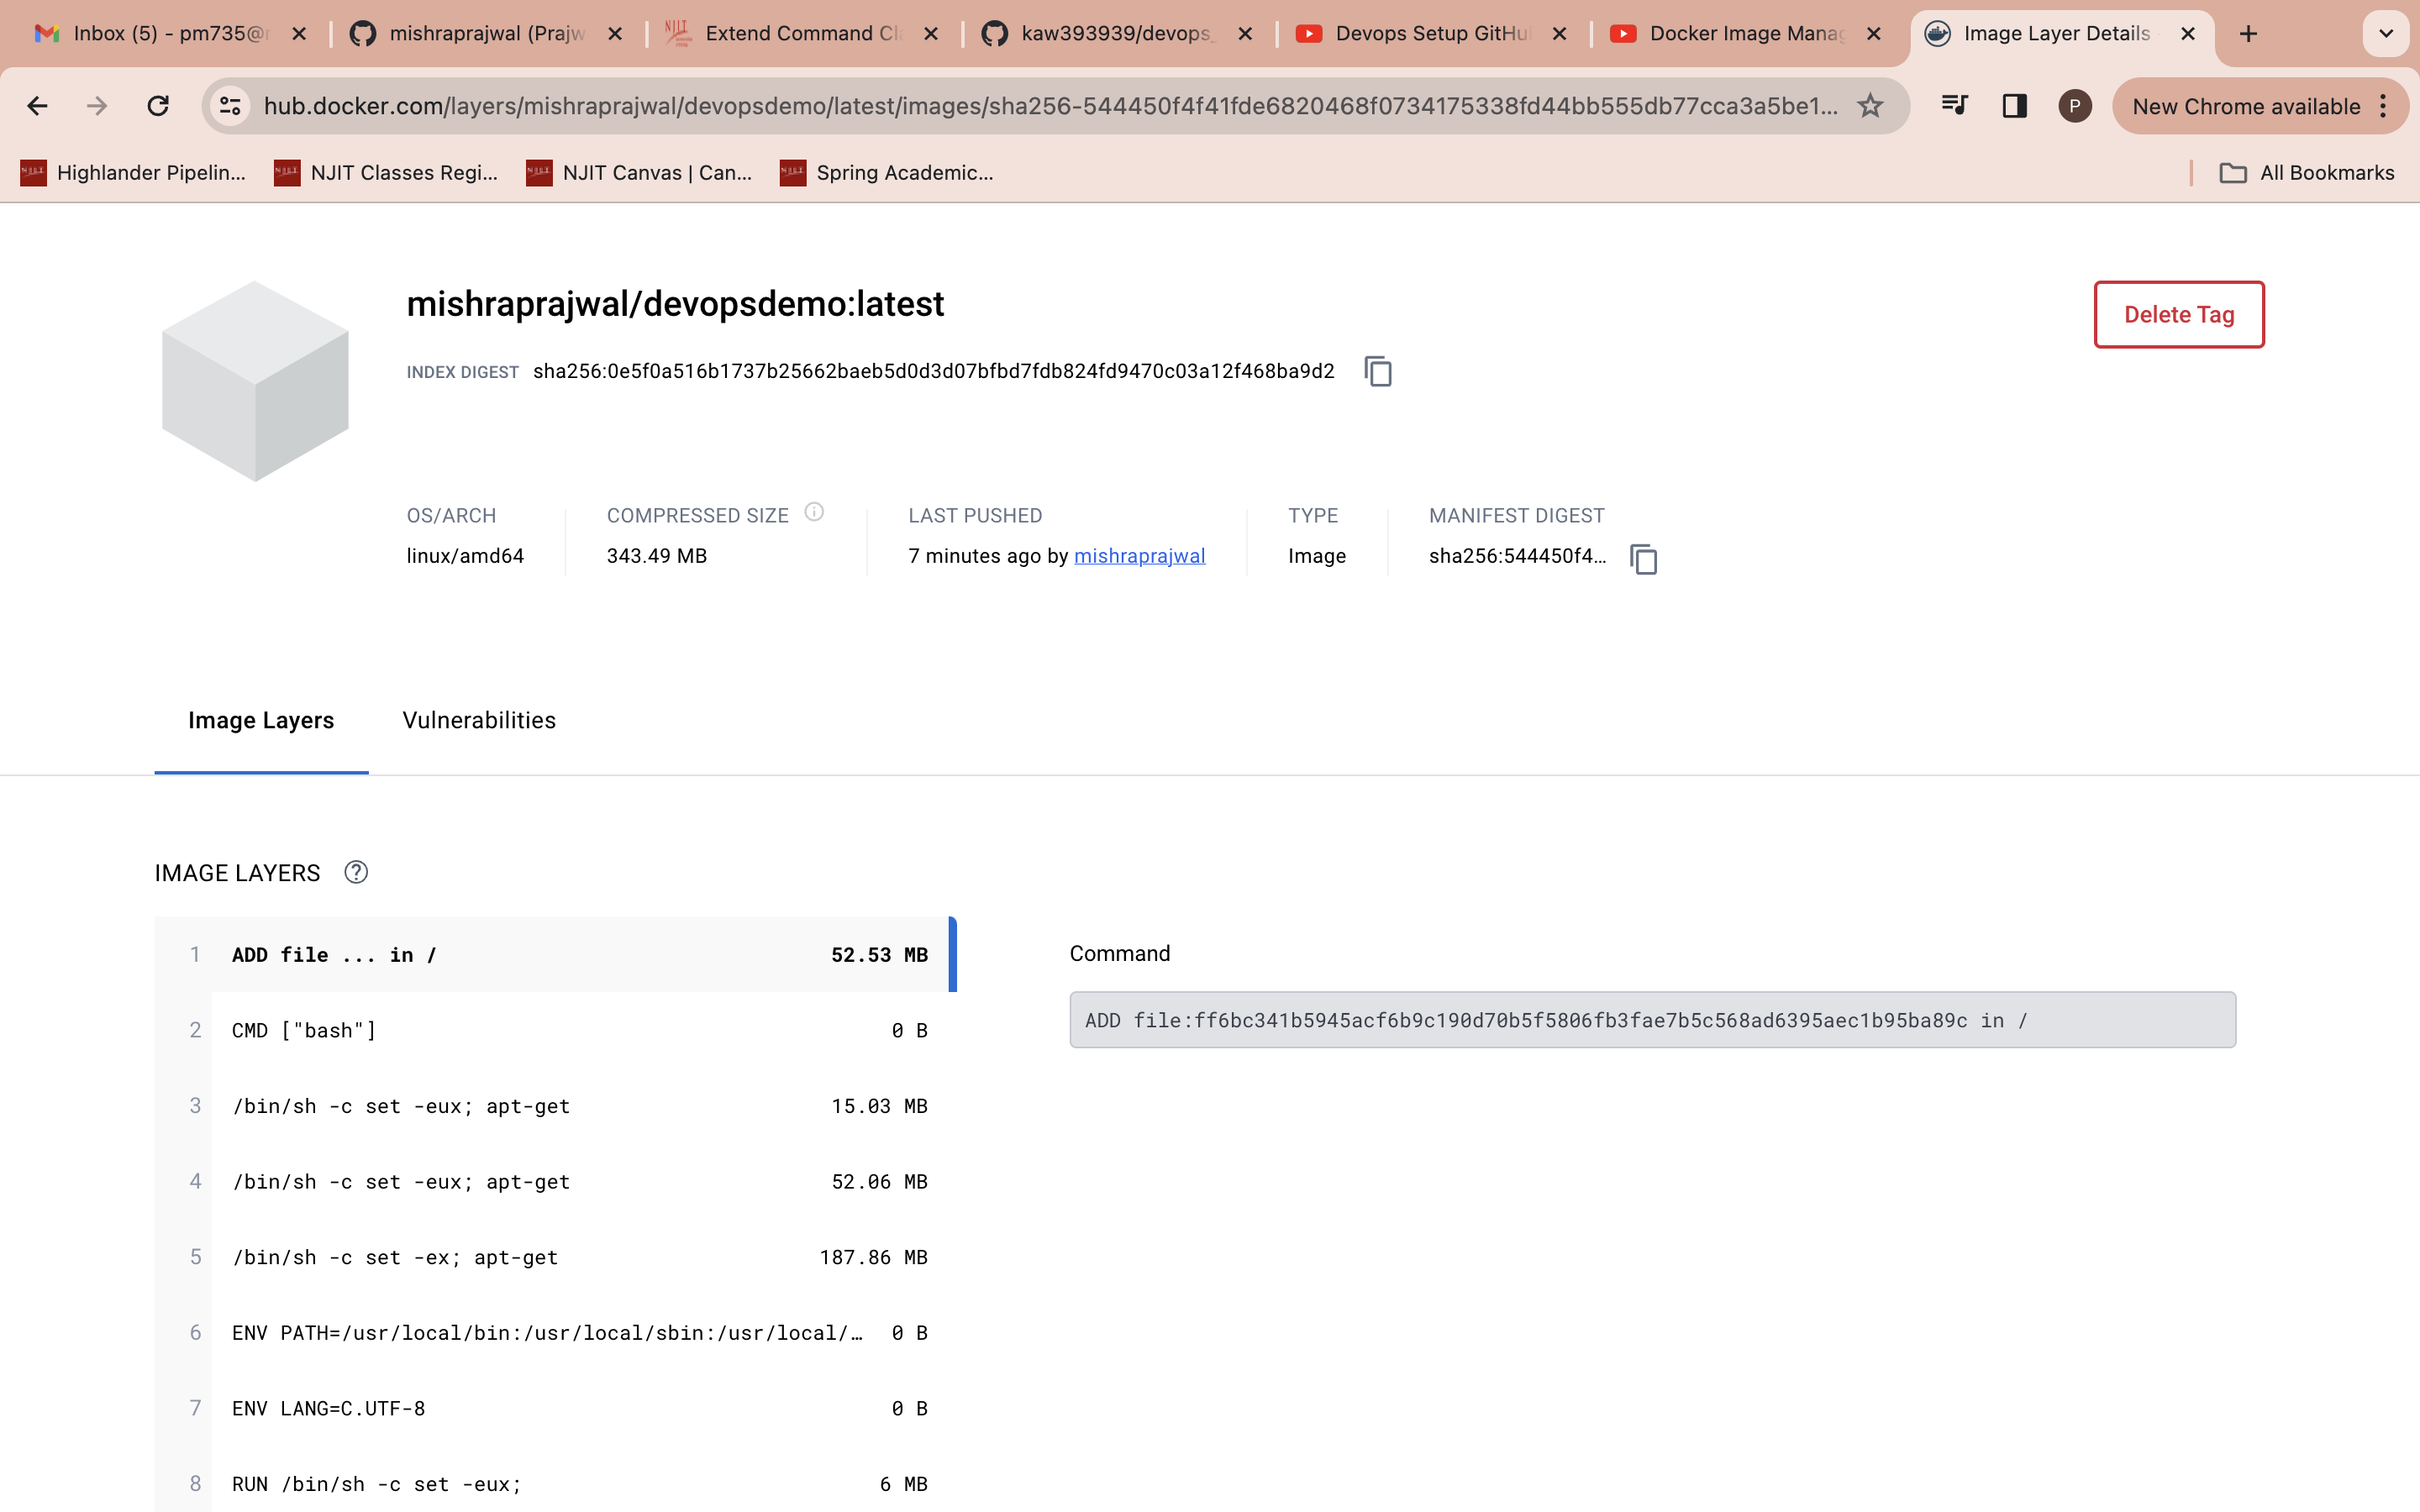 Inbox (5) - pm735@
mishraprajwal (Prajw
Extend Command Cl
kaw393939/devops_
Devops Setup GitHu
Docker Image Manag
Image Layer Details
hub.docker.com/layers/mishraprajwal/devopsdemo/latest/images/sha256-544450f4f41fde6820468f0734175338fd44bb555db77cca3a5be1...
P
New Chrome available
NJIT Highlander Pipelin...
NJIT NJIT Classes Regi...
NJIT NJIT Canvas | Can...
NJIT Spring Academic...
All Bookmarks
mishraprajwal/devopsdemo:latest
Delete Tag
INDEX DIGEST sha256:0e5f0a516b1737b25662baeb5d0d3d07bfbd7fdb824fd9470c03a12f468ba9d2
OS/ARCH
linux/amd64
COMPRESSED SIZE
343.49 MB
LAST PUSHED
7 minutes ago by mishraprajwal
TYPE
Image
MANIFEST DIGEST
sha256:544450f4...
Image Layers
Vulnerabilities
IMAGE LAYERS
1 ADD file ... in / 52.53 MB
2 CMD ["bash"] 0 B
3 /bin/sh -c set -eux; apt-get 15.03 MB
4 /bin/sh -c set -eux; apt-get 52.06 MB
5 /bin/sh -c set -ex; apt-get 187.86 MB
6 ENV PATH=/usr/local/bin:/usr/local/sbin:/usr/local/… 0 B
7 ENV LANG=C.UTF-8 0 B
8 RUN /bin/sh -c set -eux; 6 MB
Command
ADD file:ff6bc341b5945acf6b9c190d70b5f5806fb3fae7b5c568ad6395aec1b95ba89c in /